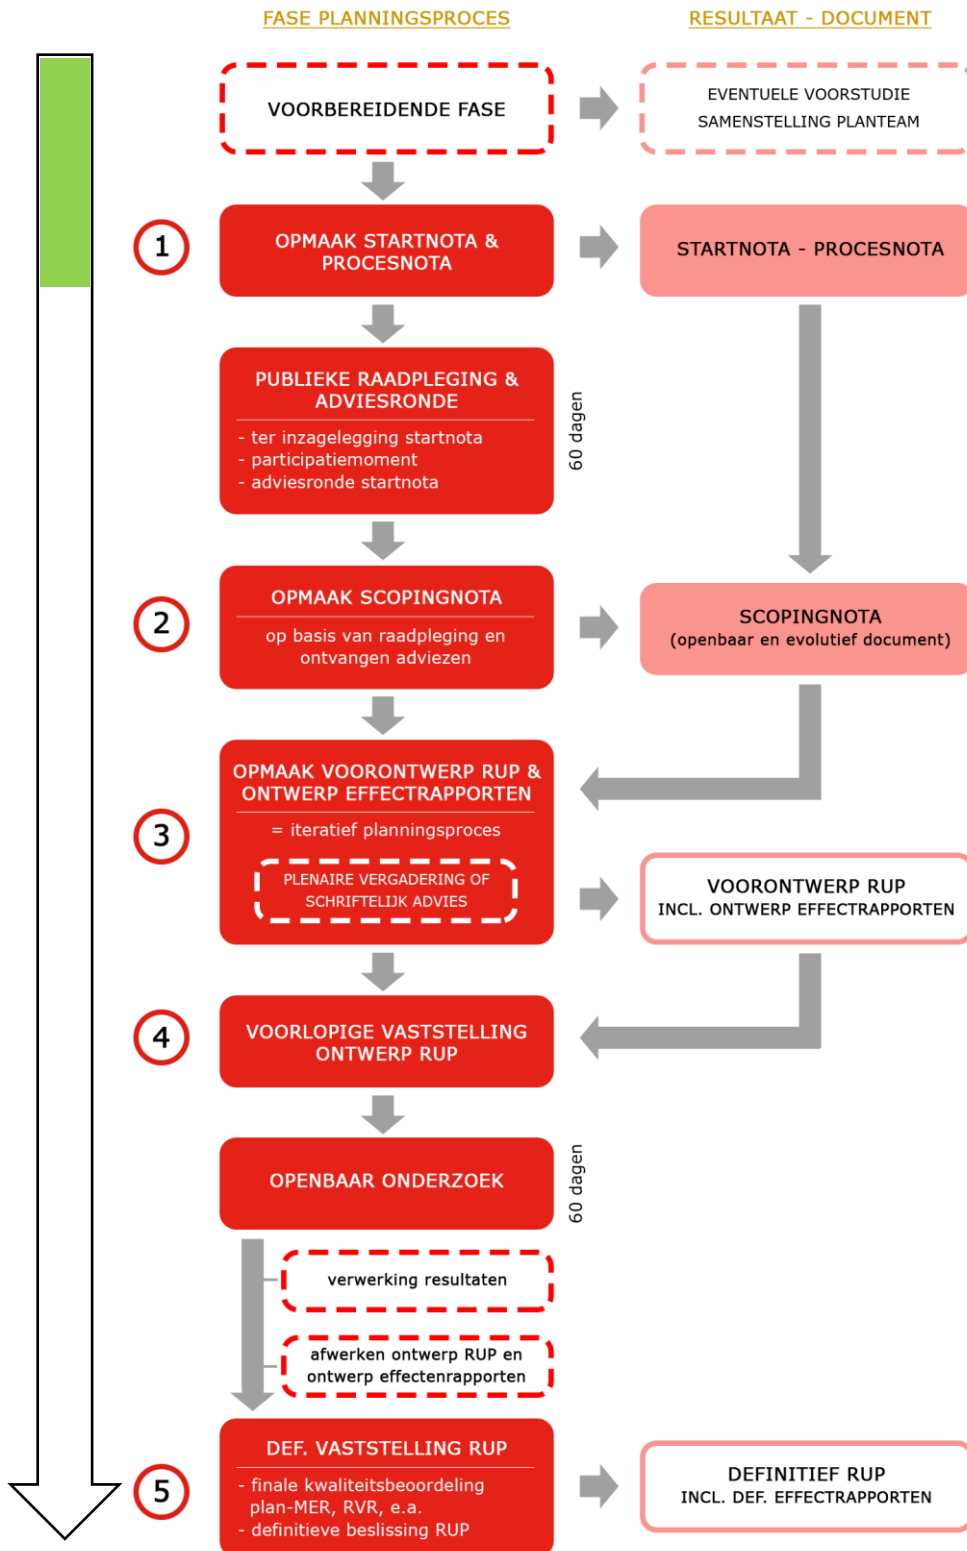 FASE PLANNINGSPROCES
RESULTAAT - DOCUMENT
VOORBEREIDENDE FASE
EVENTUELE VOORSTUDIE
SAMENSTELLING PLANTEAM
1
OPMAAK STARTNOTA &
PROCESNOTA
STARTNOTA - PROCESNOTA
PUBLIEKE RAADPLEGING &
ADVIESRONDE
- ter inzagelegging startnota
- participatiemoment
- adviesronde startnota
60 dagen
2
OPMAAK SCOPINGNOTA
op basis van raadpleging en
ontvangen adviezen
SCOPINGNOTA
(openbaar en evolutief document)
3
OPMAAK VOORONTWERP RUP &
ONTWERP EFFECTRAPPORTEN
= iteratief planningsproces
PLENAIRE VERGADERING OF
SCHRIFTELIJK ADVIES
VOORONTWERP RUP
INCL. ONTWERP EFFECTRAPPORTEN
4
VOORLOPIGE VASTSTELLING
ONTWERP RUP
OPENBAAR ONDERZOEK
60 dagen
verwerking resultaten
afwerken ontwerp RUP en
ontwerp effectenrapporten
5
DEF. VASTSTELLING RUP
- finale kwaliteitsbeoordeling
plan-MER, RVR, e.a.
- definitieve beslissing RUP
DEFINITIEF RUP
INCL. DEF. EFFECTRAPPORTEN